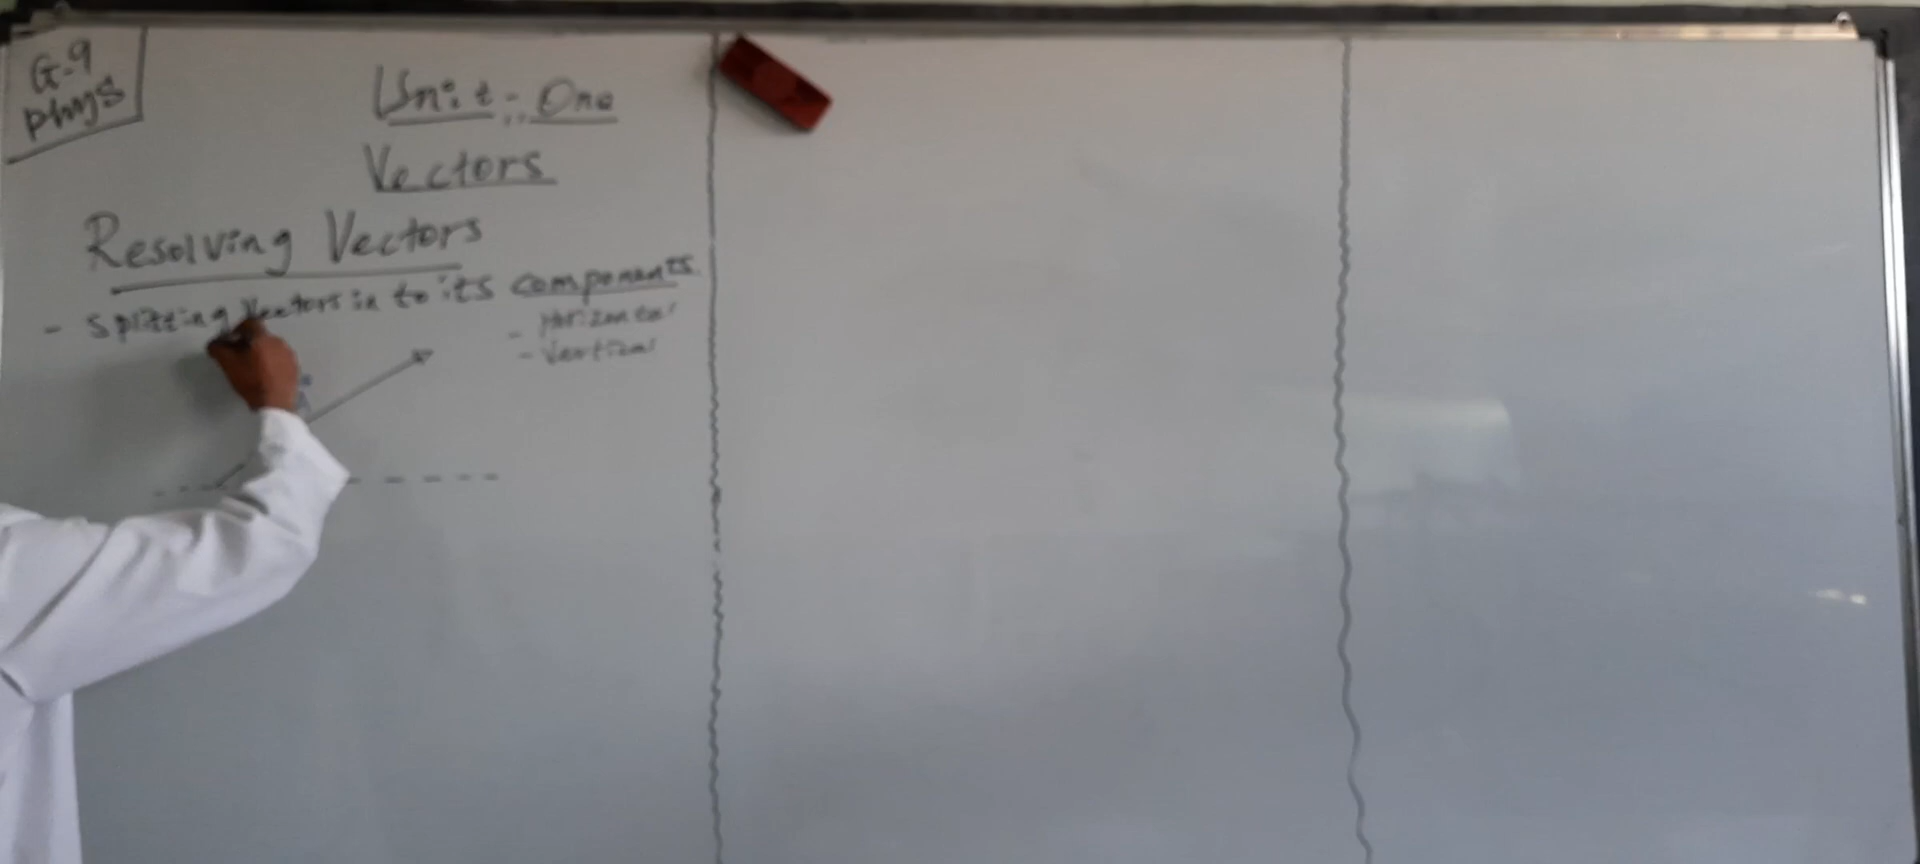 G-9
phys
Unit - One
Vectors
Resolving Vectors
- Splitting Vectors in to its components
- Horizontal
- Vertical